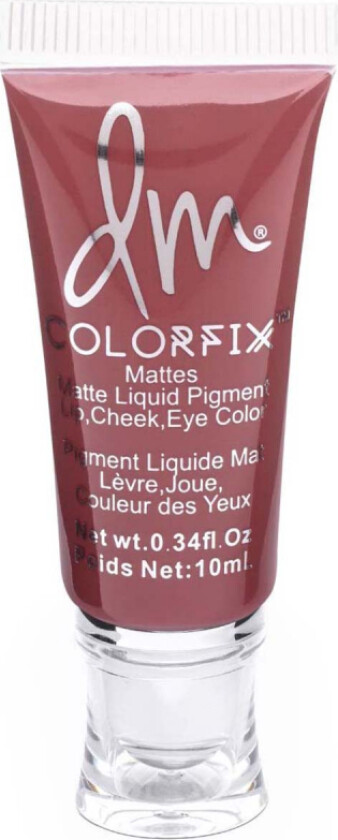 dm®
COLORFIX™
Mattes
Matte Liquid Pigment
Lip,Cheek,Eye Color
Pigment Liquide Mat
Lèvre,Joue,
Couleur des Yeux
Net wt.0.34fl.Oz
Poids Net:10ml.